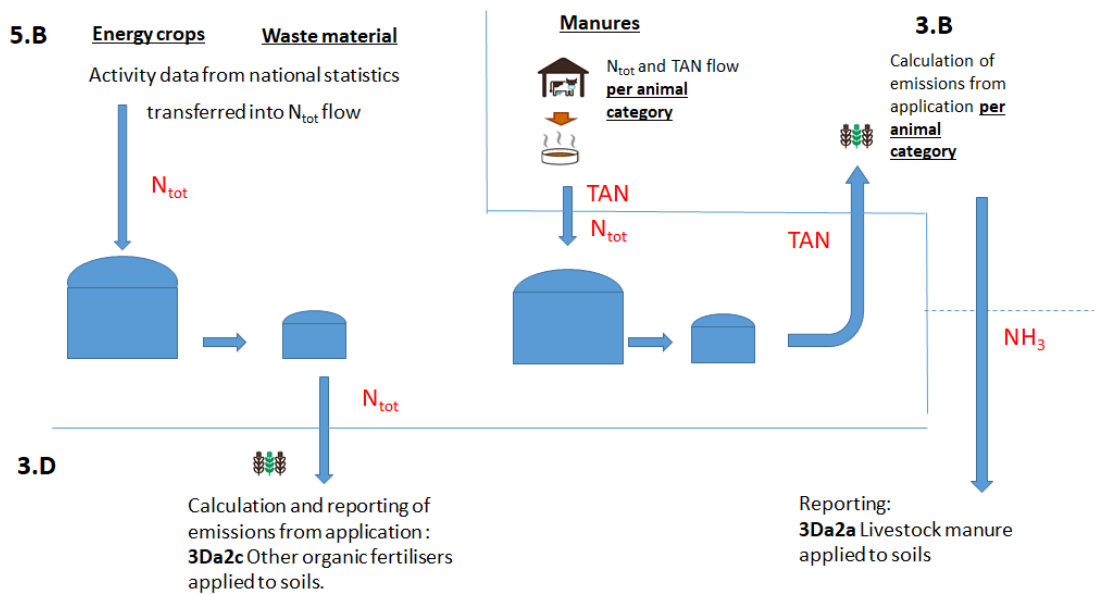 5.B
Energy crops
Waste material
Activity data from national statistics
transferred into Ntot flow
Ntot
Ntot
Manures
Ntot and TAN flow
per animal
category
TAN
Ntot
TAN
3.B
Calculation of
emissions from
application per
animal
category
NH3
3.D
Calculation and reporting of
emissions from application :
3Da2c Other organic fertilisers
applied to soils.
Reporting:
3Da2a Livestock manure
applied to soils